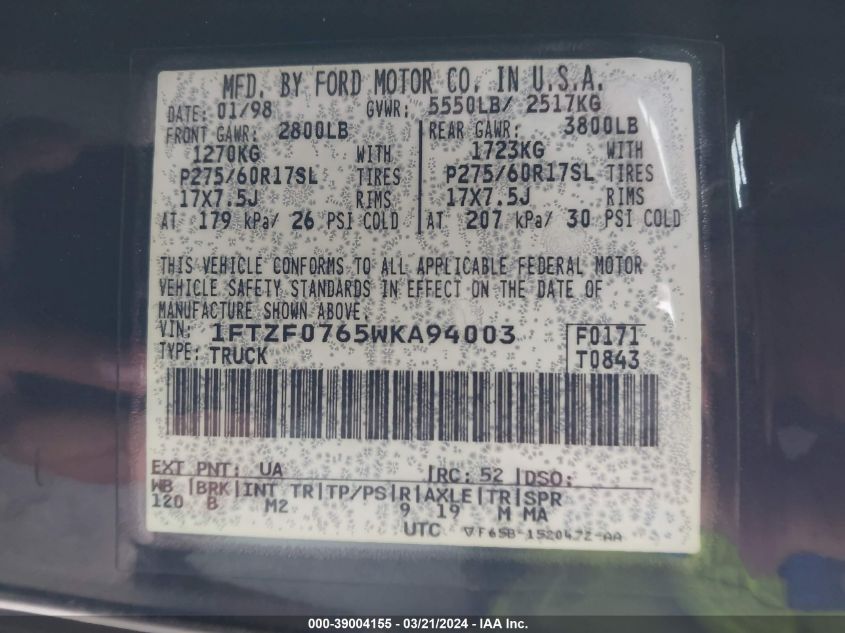 MFD. BY FORD MOTOR CO. IN U.S.A.
DATE: 01/98 GVWR: 5550LB/ 2517KG
FRONT GAWR: 2800LB REAR GAWR: 3800LB
1270KG WITH 1723KG WITH
P275/60R17SL TIRES P275/60R17SL TIRES
17X7.5J RIMS 17X7.5J RIMS
AT 179 kPa/ 26 PSI COLD AT 207 kPa/ 30 PSI COLD
THIS VEHICLE CONFORMS TO ALL APPLICABLE FEDERAL MOTOR
VEHICLE SAFETY STANDARDS IN EFFECT ON THE DATE OF
MANUFACTURE SHOWN ABOVE.
VIN: 1FTZF0765WKA94003 F0171
TYPE: TRUCK T0843
EXT PNT: UA |RC: 52 |DSO:
WB |BRK|INT TR|TP/PS|R|AXLE|TR|SPR
120 B M2 9 19 M MA
UTC ▽F65B-1520472-AA
000-39004155 - 03/21/2024 - IAA Inc.